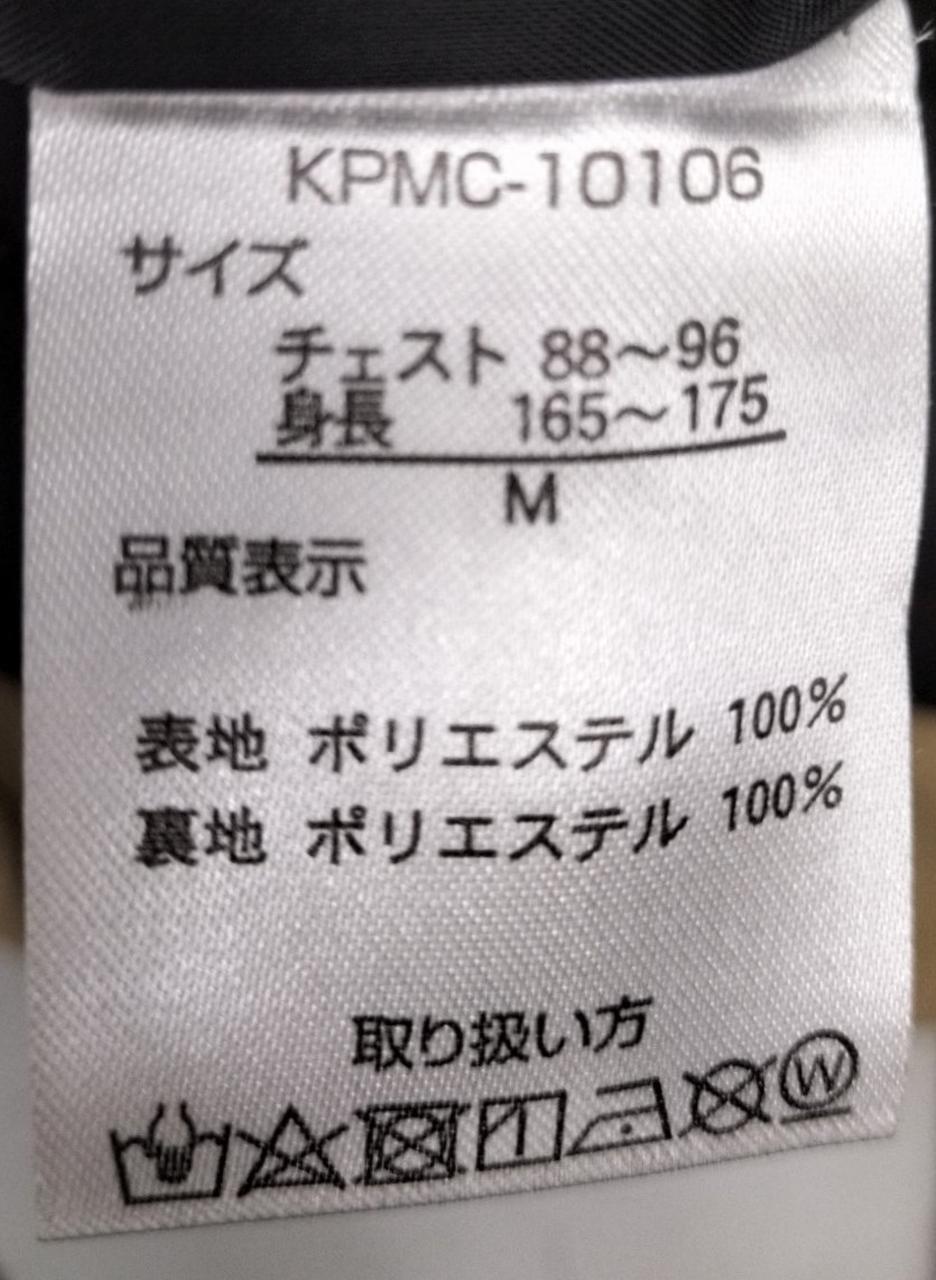 KPMC-10106
サイズ
チェスト 88〜96
身長 165〜175
M
品質表示
表地 ポリエステル 100%
裏地 ポリエステル 100%
取り扱い方
W